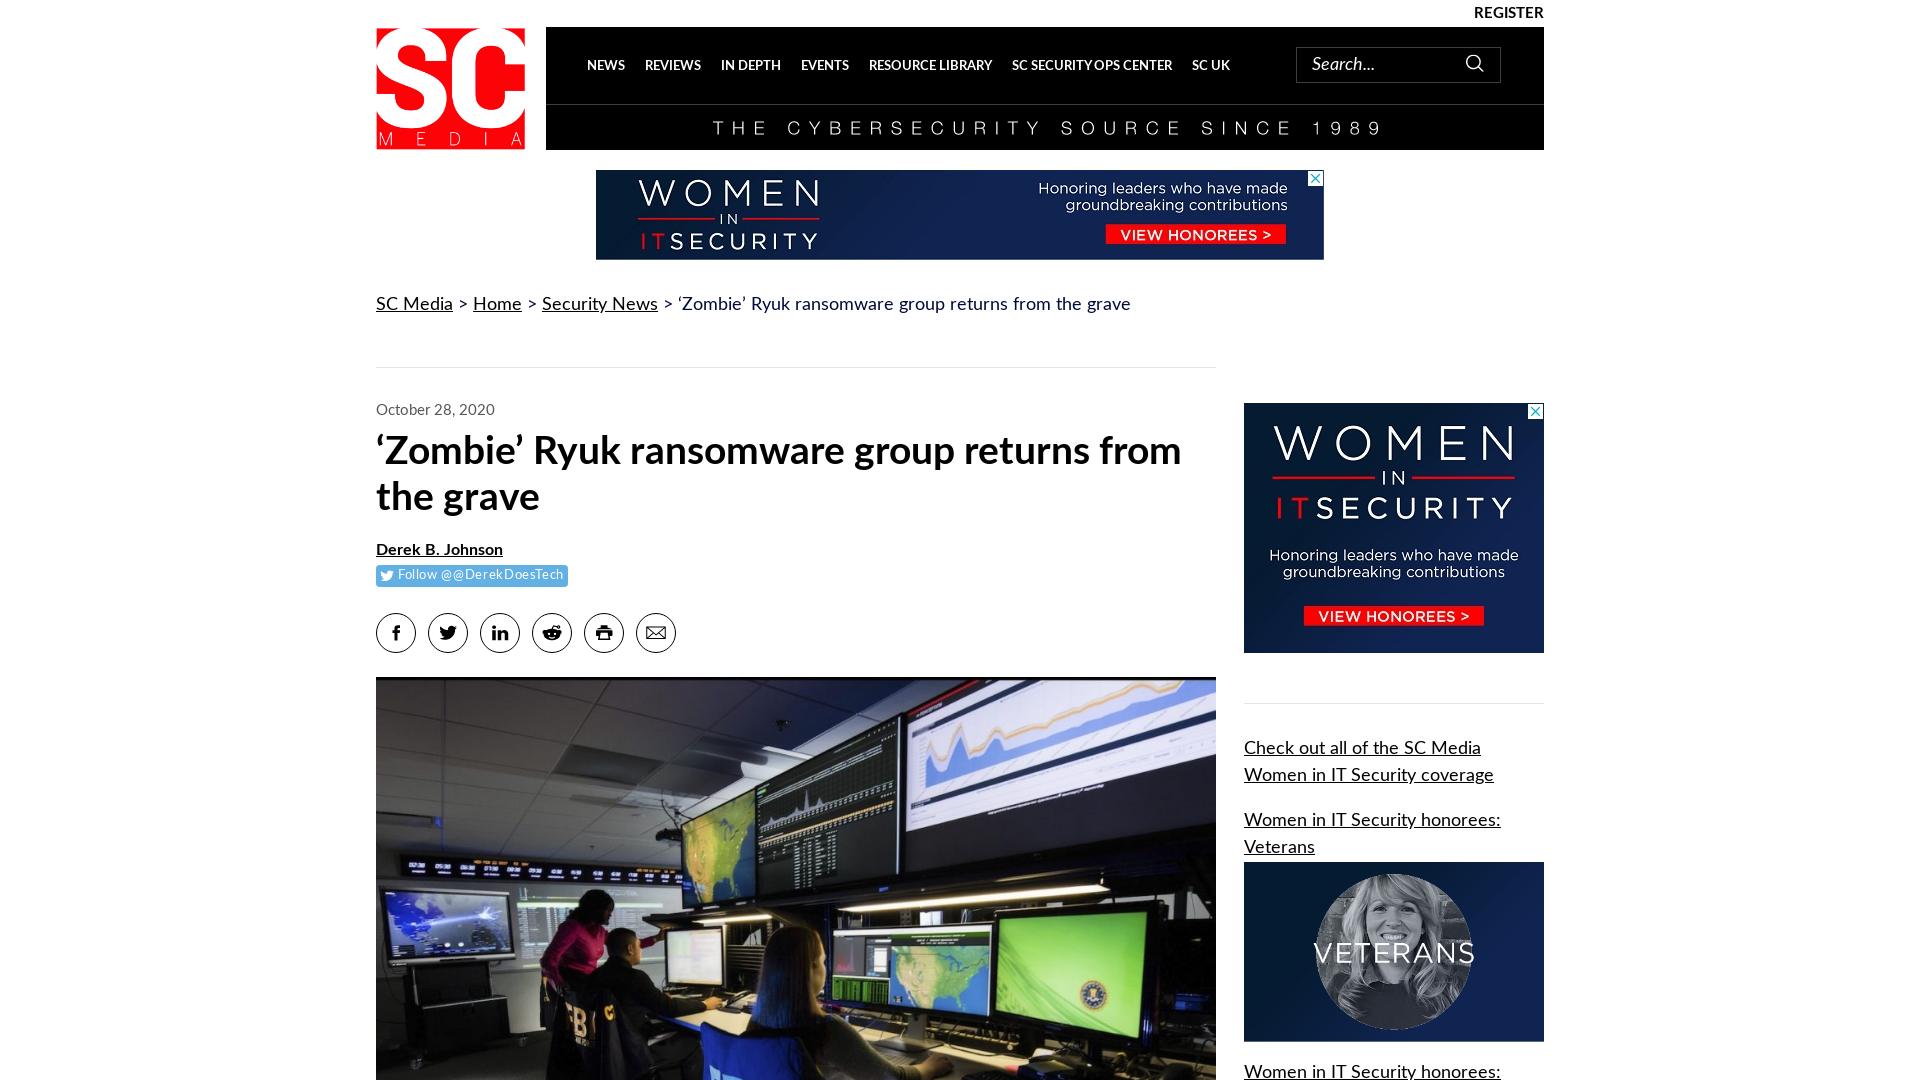 REGISTER
SC
MEDIA
NEWS REVIEWS IN DEPTH EVENTS RESOURCE LIBRARY SC SECURITY OPS CENTER SC UK
Search...
THE CYBERSECURITY SOURCE SINCE 1989
WOMEN
IN
ITSECURITY
Honoring leaders who have made
groundbreaking contributions
VIEW HONOREES >
SC Media > Home > Security News > ‘Zombie’ Ryuk ransomware group returns from the grave
October 28, 2020
‘Zombie’ Ryuk ransomware group returns from
the grave
Derek B. Johnson
Follow @@DerekDoesTech
WOMEN
IN
ITSECURITY
Honoring leaders who have made
groundbreaking contributions
VIEW HONOREES >
Check out all of the SC Media
Women in IT Security coverage
Women in IT Security honorees:
Veterans
VETERANS
Women in IT Security honorees: